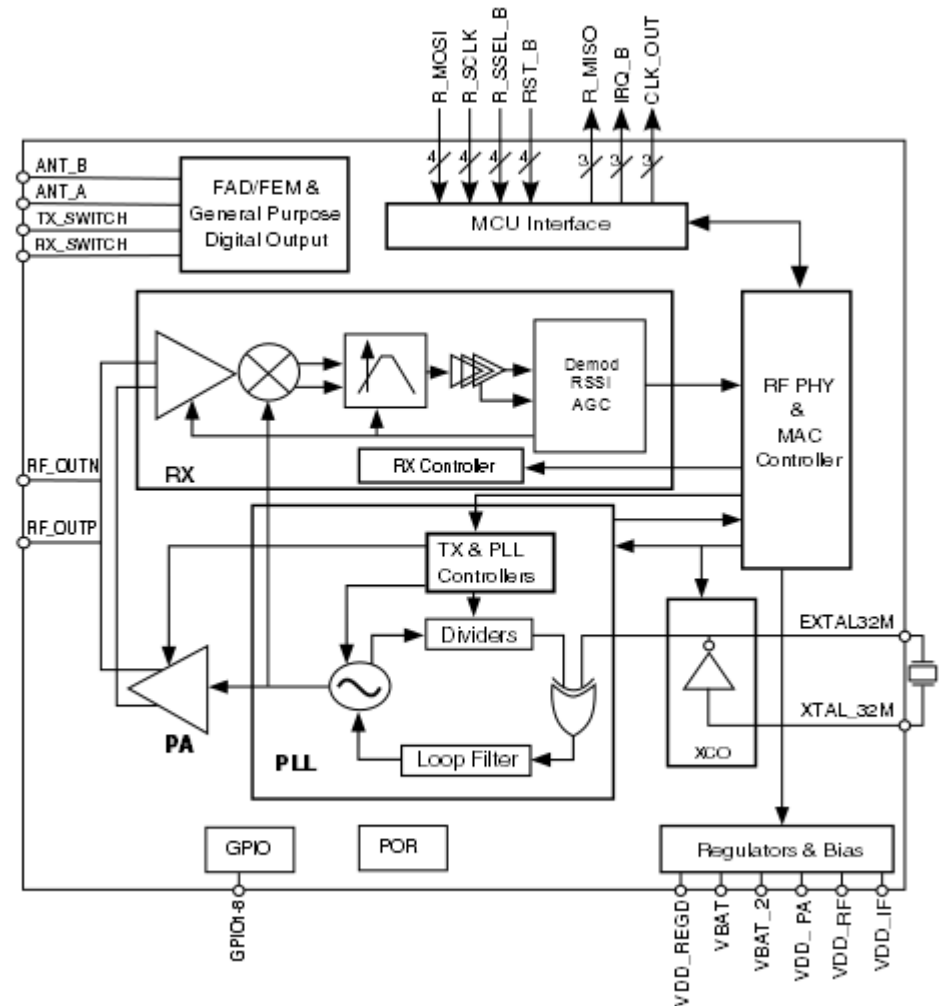 R_MOSI
R_SCLK
R_SSEL_B
RST_B
R_MISO
IRQ_B
CLK_OUT
4
4
4
4
3
3
3
ANT_B
ANT_A
TX_SWITCH
RX_SWITCH
FAD/FEM &
General Purpose
Digital Output
MCU Interface
Demod
RSSI
AGC
RF PHY
&
MAC
Controller
RX
RX Controller
RF_OUTN
RF_OUTP
TX & PLL
Controllers
Dividers
Loop Filter
PLL
PA
EXTAL32M
XTAL_32M
XCO
GPIO
POR
Regulators & Bias
GPIO1-8
VDD_REGD
VBAT
VBAT_2
VDD_PA
VDD_RF
VDD_IF